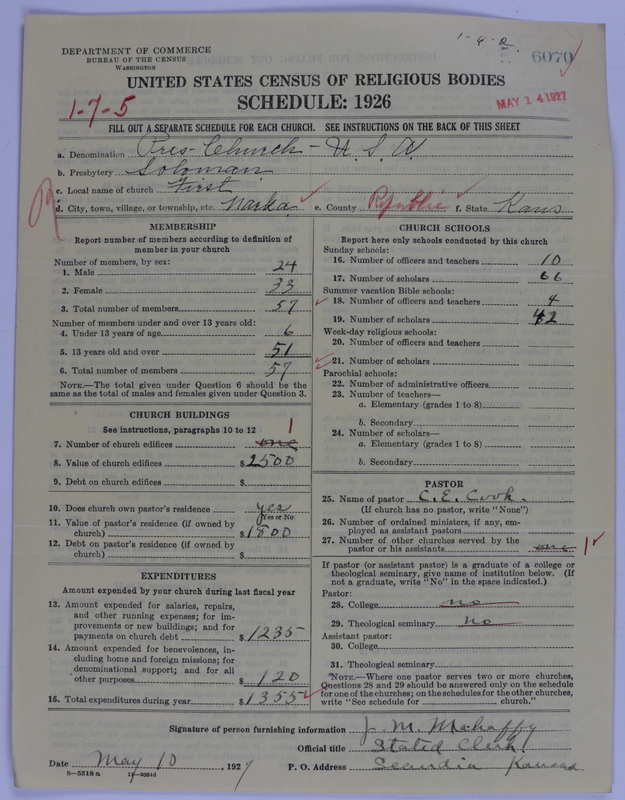 1-8-2
DEPARTMENT OF COMMERCE
BUREAU OF THE CENSUS
WASHINGTON
6070
UNITED STATES CENSUS OF RELIGIOUS BODIES
1-7-5
SCHEDULE: 1926
MAY 14 1927
FILL OUT A SEPARATE SCHEDULE FOR EACH CHURCH. SEE INSTRUCTIONS ON THE BACK OF THIS SHEET
a. Denomination Pres- Church - U. S. A.
b. Presbytery Soloman
c. Local name of church First
d. City, town, village, or township, etc. Narka e. County Republic f. State Kans
MEMBERSHIP
Report number of members according to definition of
member in your church
Number of members, by sex:
1. Male 24
2. Female 33
3. Total number of members 57
Number of members under and over 13 years old:
4. Under 13 years of age 6
5. 13 years old and over 51
6. Total number of members 57
NOTE.—The total given under Question 6 should be the
same as the total of males and females given under Question 3.
CHURCH BUILDINGS
See instructions, paragraphs 10 to 12 1
7. Number of church edifices one
8. Value of church edifices $2500
9. Debt on church edifices $
10. Does church own pastor's residence yes
Yes or No
11. Value of pastor's residence (if owned by
church) $1800
12. Debt on pastor's residence (if owned by
church) $
EXPENDITURES
Amount expended by your church during last fiscal year
13. Amount expended for salaries, repairs,
and other running expenses; for im-
provements or new buildings; and for
payments on church debt $1235
14. Amount expended for benevolences, in-
cluding home and foreign missions; for
denominational support; and for all
other purposes $120
15. Total expenditures during year $1355
CHURCH SCHOOLS
Report here only schools conducted by this church
Sunday schools:
16. Number of officers and teachers 10
17. Number of scholars 66
Summer vacation Bible schools:
18. Number of officers and teachers 4
19. Number of scholars 42
Week-day religious schools:
20. Number of officers and teachers
21. Number of scholars
Parochial schools:
22. Number of administrative officers
23. Number of teachers—
a. Elementary (grades 1 to 8)
b. Secondary
24. Number of scholars—
a. Elementary (grades 1 to 8)
b. Secondary
PASTOR
25. Name of pastor C. E. Cook.
(If church has no pastor, write "None")
26. Number of ordained ministers, if any, em-
ployed as assistant pastors
27. Number of other churches served by the
pastor or his assistants one 1
If pastor (or assistant pastor) is a graduate of a college or
theological seminary, give name of institution below. (If
not a graduate, write "No" in the space indicated.)
Pastor:
28. College no
29. Theological seminary No
Assistant pastor:
30. College
31. Theological seminary
NOTE.—Where one pastor serves two or more churches,
Questions 28 and 29 should be answered only on the schedule
for one of the churches; on the schedules for the other churches,
write "See schedule for church."
Signature of person furnishing information J. M. Mahaffy
Official title Stated Clerk
Date May 10, 1927 P. O. Address Scandia Kansas
8-5518 a